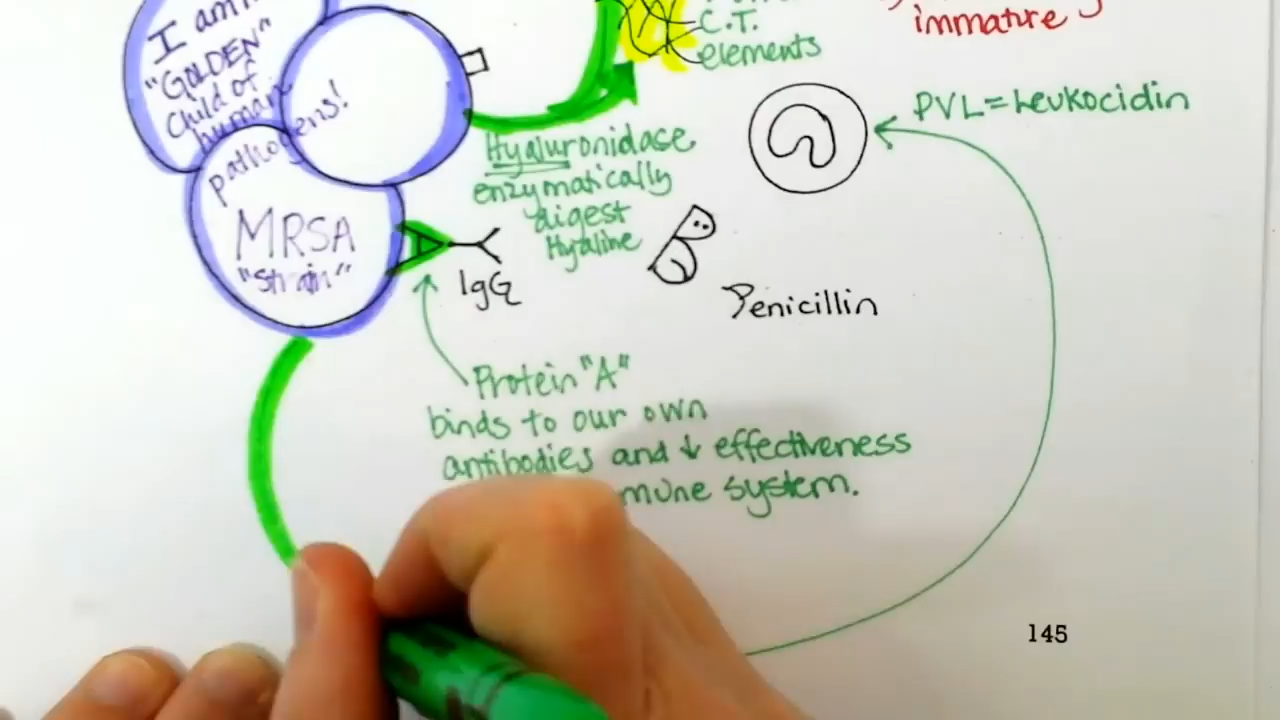 I am
"GOLDEN"
Child of
human
pathogens!
MRSA
"strain"
C.T.
elements
immature
PVL=Leukocidin
Hyaluronidase
enzymatically
digest
Hyaline
IgG
Penicillin
Protein "A"
binds to our own
antibodies and ↓ effectiveness
mune system.
145